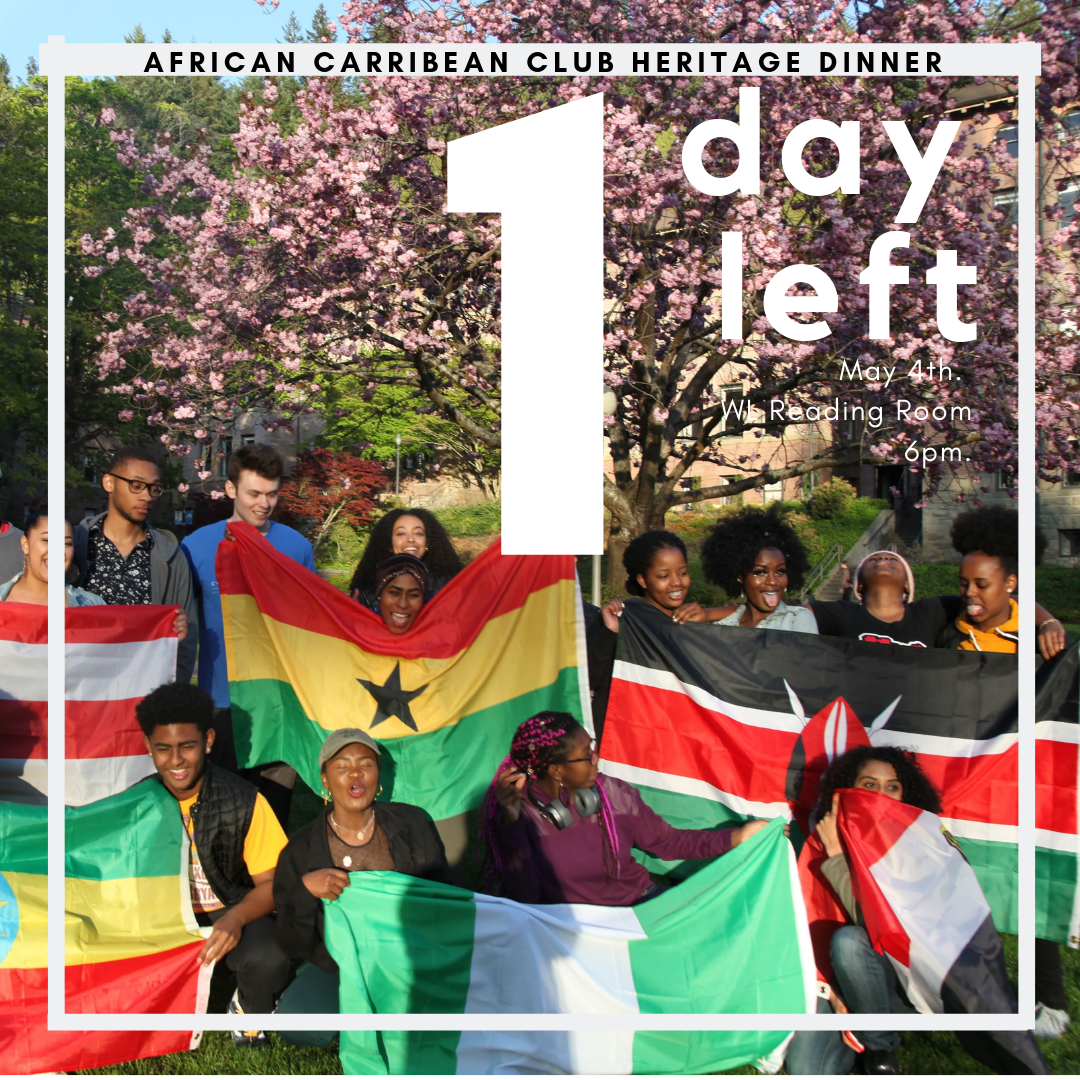 AFRICAN CARRIBEAN CLUB HERITAGE DINNER
1
day
left
May 4th.
WL Reading Room
6pm.